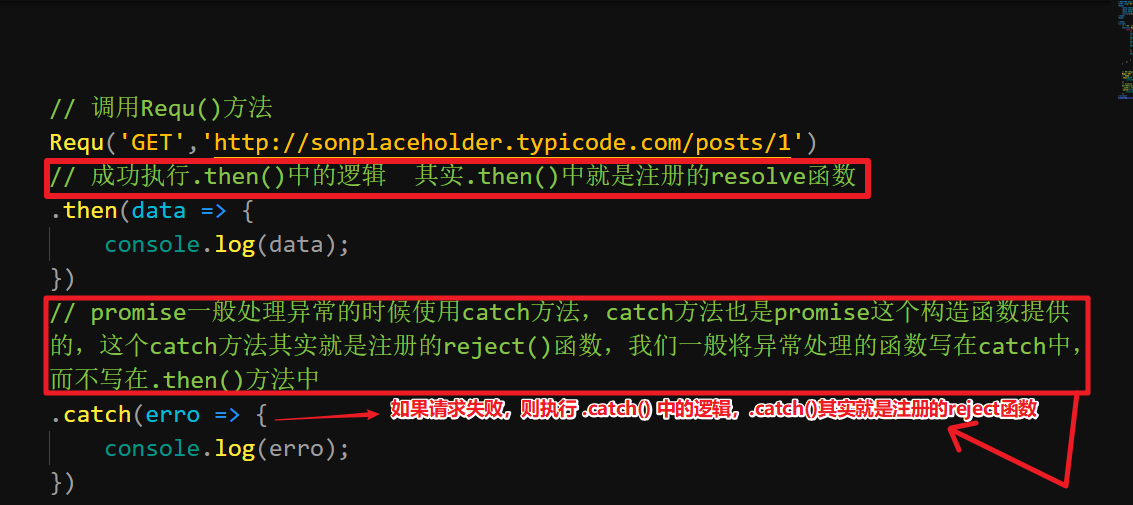 // 调用Requ()方法
Requ('GET','http://sonplaceholder.typicode.com/posts/1')
// 成功执行.then()中的逻辑  其实.then()中就是注册的resolve函数
.then(data => {
    console.log(data);
})
// promise一般处理异常的时候使用catch方法，catch方法也是promise这个构造函数提供
的，这个catch方法其实就是注册的reject()函数，我们一般将异常处理的函数写在catch中，
而不写在.then()方法中
.catch(erro => { 如果请求失败，则执行 .catch() 中的逻辑，.catch()其实就是注册的reject函数
    console.log(erro);
})